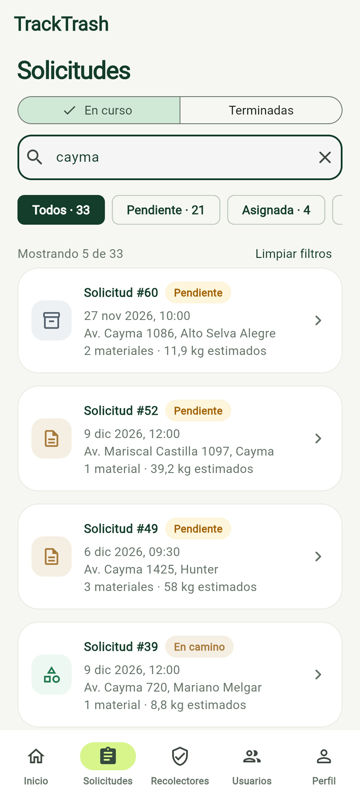 TrackTrash
Solicitudes
En curso
Terminadas
cayma
Todos · 33
Pendiente · 21
Asignada · 4
Mostrando 5 de 33
Limpiar filtros
Solicitud #60
Pendiente
27 nov 2026, 10:00
Av. Cayma 1086, Alto Selva Alegre
2 materiales · 11,9 kg estimados
Solicitud #52
Pendiente
9 dic 2026, 12:00
Av. Mariscal Castilla 1097, Cayma
1 material · 39,2 kg estimados
Solicitud #49
Pendiente
6 dic 2026, 09:30
Av. Cayma 1425, Hunter
3 materiales · 58 kg estimados
Solicitud #39
En camino
9 dic 2026, 12:00
Av. Cayma 720, Mariano Melgar
1 material · 8,8 kg estimados
Inicio
Solicitudes
Recolectores
Usuarios
Perfil